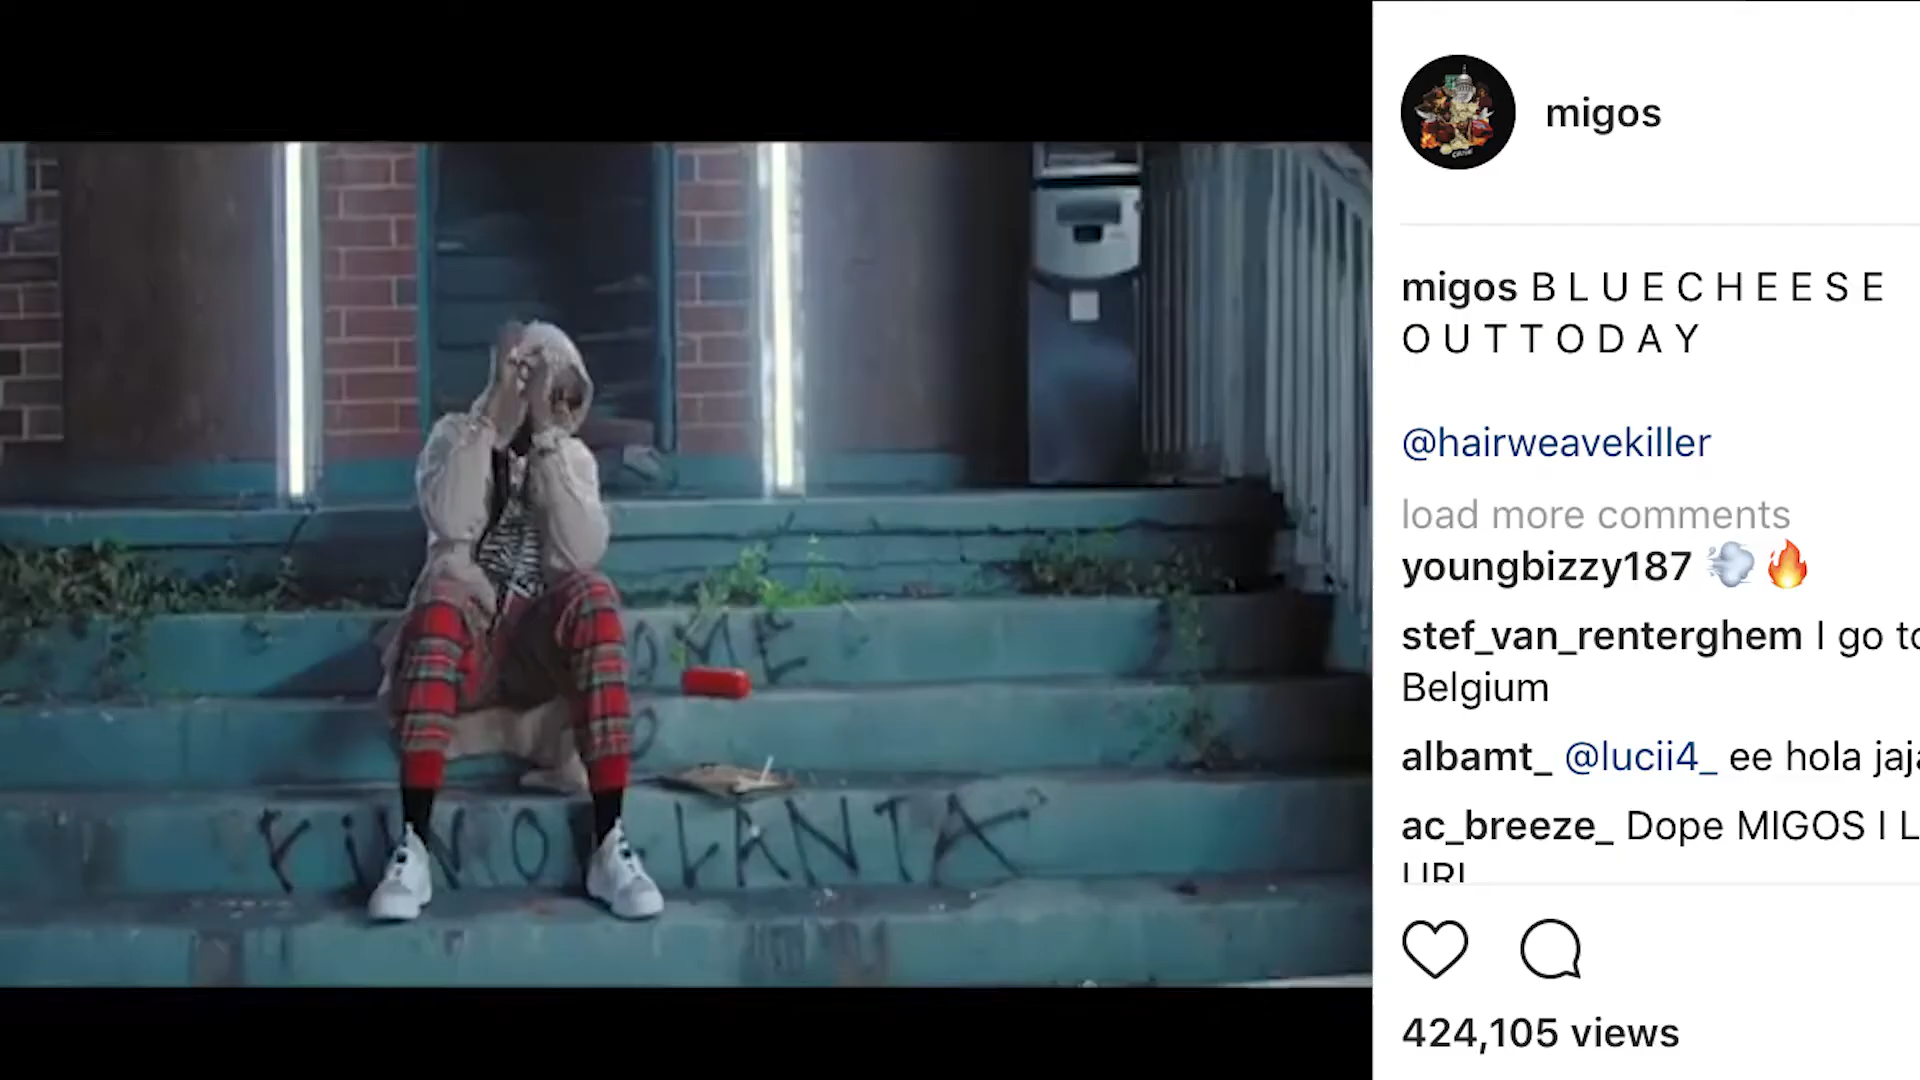 migos
migos B L U E C H E E S E
O U T T O D A Y
@hairweavekiller
load more comments
youngbizzy187 💨 🔥
stef_van_renterghem I go to
Belgium
albamt_ @lucii4_ ee hola jaja
ac_breeze_ Dope MIGOS I L
424,105 views